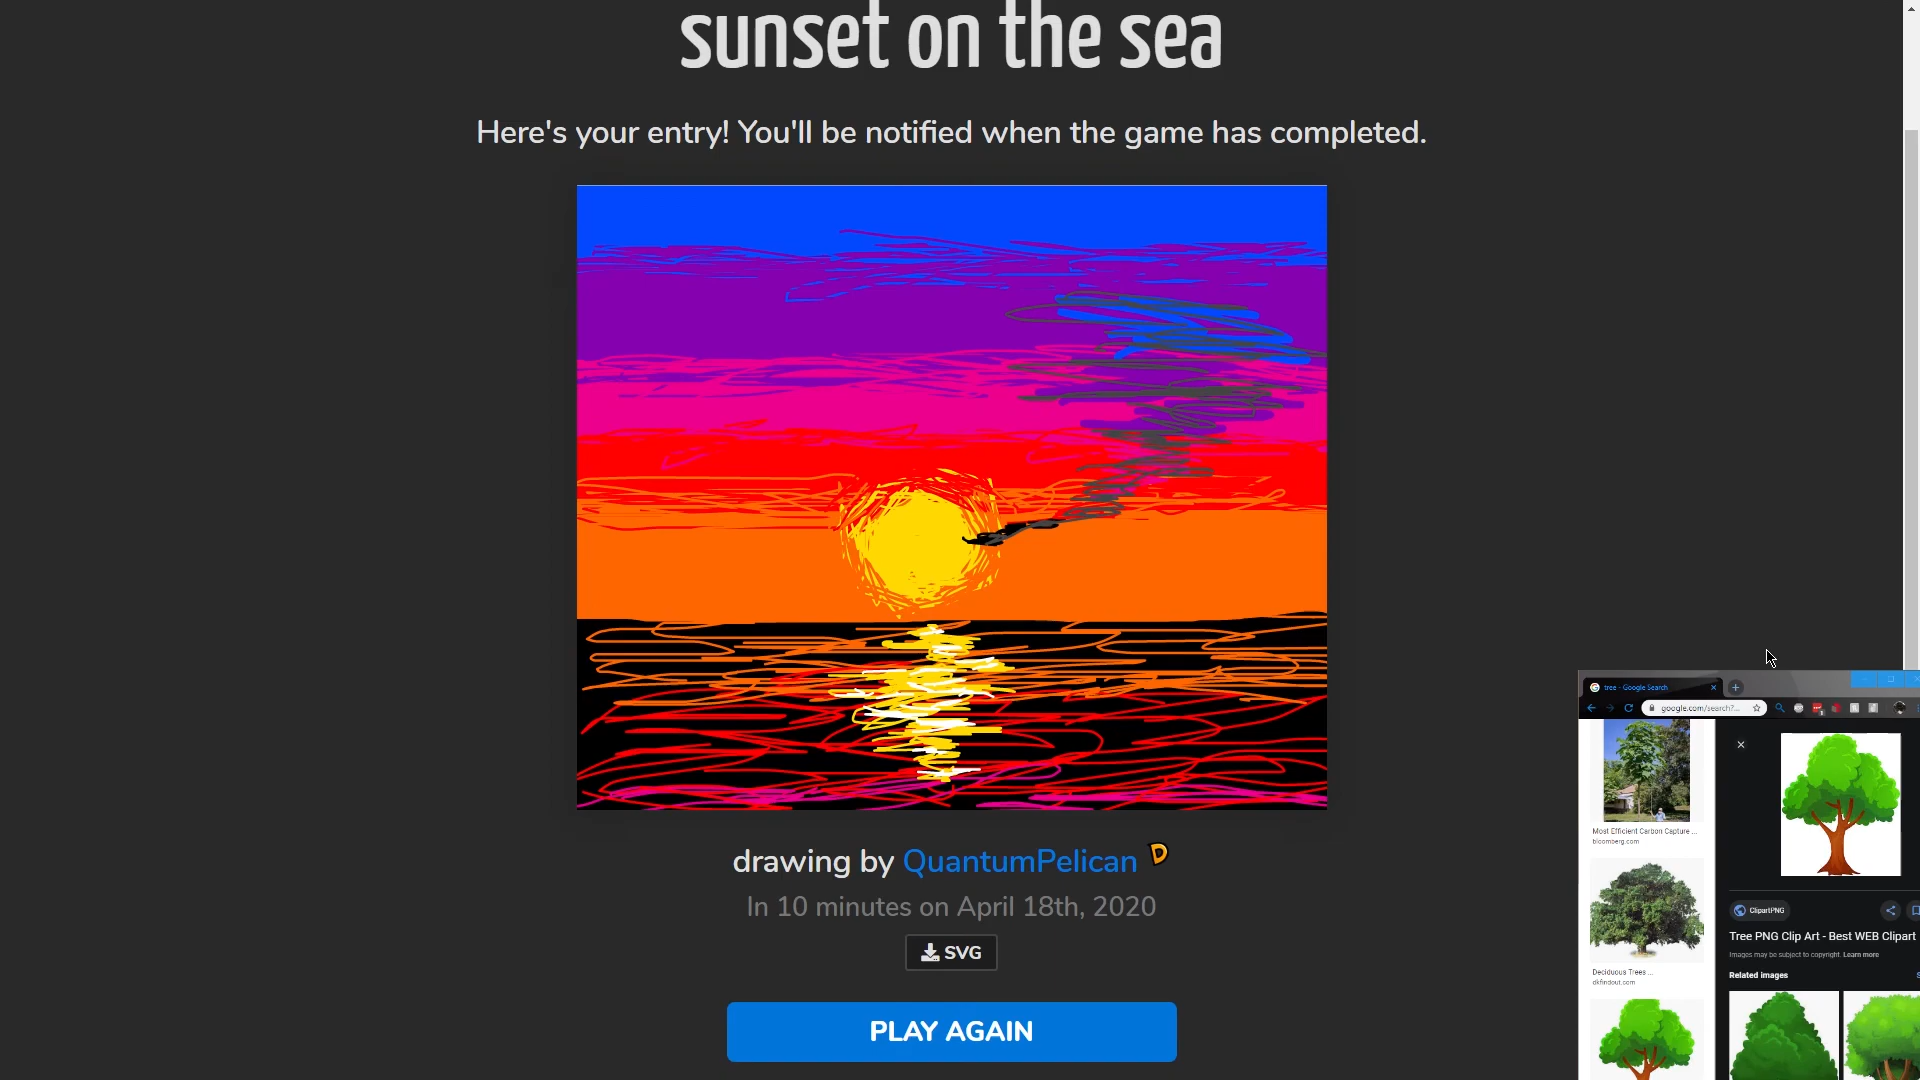 sunset on the sea
Here's your entry! You'll be notified when the game has completed.
drawing by QuantumPelican D
In 10 minutes on April 18th, 2020
SVG
PLAY AGAIN
tree - Google Search
google.com/search?...
Most Efficient Carbon Capture ...
bloomberg.com
Deciduous Trees ...
dkfindout.com
ClipartPNG
Tree PNG Clip Art - Best WEB Clipart
Images may be subject to copyright. Learn more
Related images